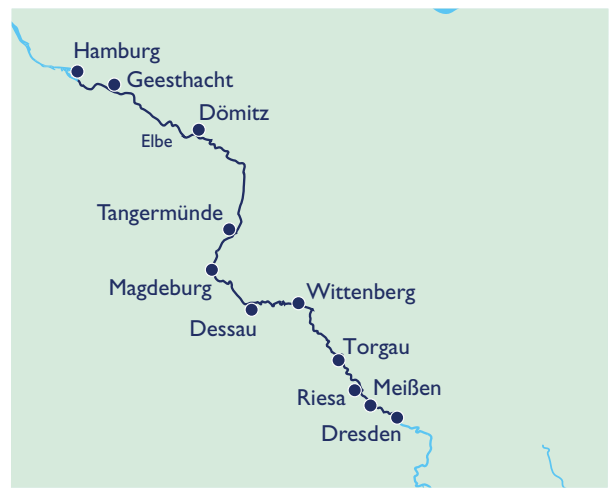 Hamburg
Geesthacht
Dömitz
Elbe
Tangermünde
Magdeburg
Wittenberg
Dessau
Torgau
Meißen
Riesa
Dresden